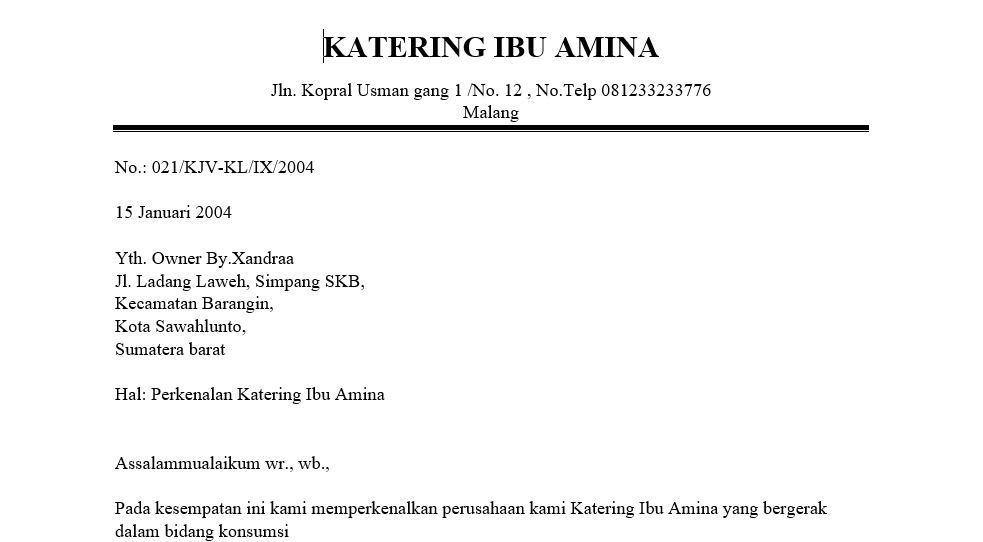 KATERING IBU AMINA
Jln. Kopral Usman gang 1 /No. 12 , No.Telp 081233233776
Malang
No.: 021/KJV-KL/IX/2004
15 Januari 2004
Yth. Owner By.Xandraa
Jl. Ladang Laweh, Simpang SKB,
Kecamatan Barangin,
Kota Sawahlunto,
Sumatera barat
Hal: Perkenalan Katering Ibu Amina
Assalammualaikum wr., wb.,
Pada kesempatan ini kami memperkenalkan perusahaan kami Katering Ibu Amina yang bergerak
dalam bidang konsumsi